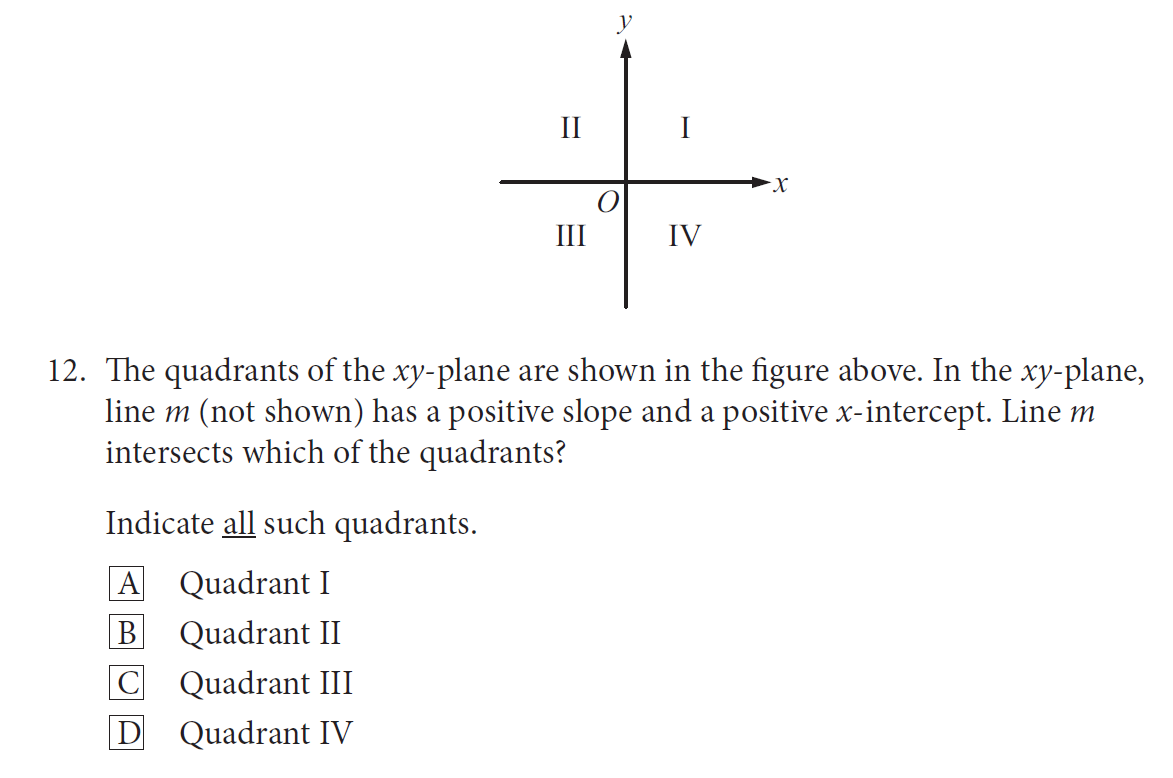 y
II
I
x
O
III
IV
12. The quadrants of the xy-plane are shown in the figure above. In the xy-plane,
line m (not shown) has a positive slope and a positive x-intercept. Line m
intersects which of the quadrants?
Indicate all such quadrants.
A Quadrant I
B Quadrant II
C Quadrant III
D Quadrant IV